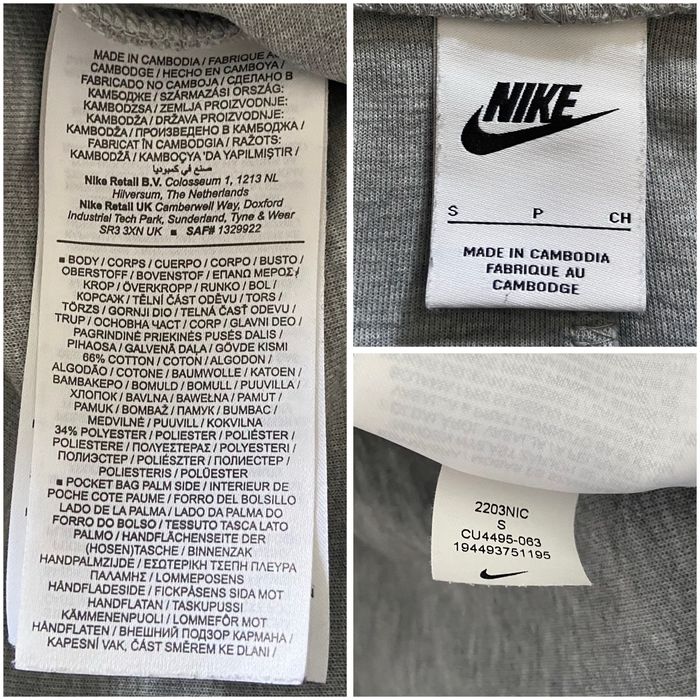 MADE IN CAMBODIA / FABRIQUE AU
CAMBODGE / HECHO EN CAMBOYA /
FABRICADO NO CAMBOJA / СДЕЛАНО В
КАМБОДЖЕ / SZÁRMAZÁSI ORSZÁG:
KAMBODZSA / ZEMLJA PROIZVODNJE:
KAMBODŽA / DRŽAVA PROIZVODNJE:
KAMBODŽA / ПРОИЗВЕДЕНО В КАМБОДЖА /
FABRICAT ÎN CAMBODGIA / RAŽOTS:
KAMBODŽĀ / KAMBOÇYA 'DA YAPILMIŞTIR /
صنع في كمبوديا
Nike Retail B.V. Colosseum 1, 1213 NL
Hilversum, The Netherlands
Nike Retail UK Camberwell Way, Doxford
Industrial Tech Park, Sunderland, Tyne & Wear
SR3 3XN UK ■ SAF# 1329922
■ BODY / CORPS / CUERPO / CORPO / BUSTO /
OBERSTOFF / BOVENSTOF / ΕΠΑΝΩ ΜΕΡΟΣ /
KROP / ÖVERKROPP / RUNKO / BOL /
КОРСАЖ / TĚLNÍ ČÁST ODĚVU / TORS /
TÖRZS / GORNJI DIO / TELNÁ ČASŤ ODEVU /
TRUP / ОСНОВНА ЧАСТ / CORP / GLAVNI DEO /
PAGRINDINĖ PRIEKINĖS PUSĖS DALIS /
PIHAOSA / GALVENĀ DAĻA / GÖVDE KISMI
66% COTTON / COTON / ALGODON /
ALGODÃO / COTONE / BAUMWOLLE / KATOEN /
ΒΑΜΒΑΚΕΡΟ / BOMULD / BOMULL / PUUVILLA /
ХЛОПОК / BAVLNA / BAWEŁNA / PAMUT /
PAMUK / BOMBAŽ / ПАМУК / BUMBAC /
MEDVILNĖ / PUUVILL / KOKVILNA
34% POLYESTER / POLIESTER / POLIÉSTER /
POLIESTERE / ΠΟΛΥΕΣΤΕΡΑΣ / POLYESTERI /
ПОЛИЭСТЕР / POLIÉSZTER / ПОЛИЕСТЕР /
POLIESTERIS / POLÜESTER
■ POCKET BAG PALM SIDE / INTERIEUR DE
POCHE COTE PAUME / FORRO DEL BOLSILLO
LADO DE LA PALMA / LADO DA PALMA DO
FORRO DO BOLSO / TESSUTO TASCA LATO
PALMO / HANDFLÄCHENSEITE DER
(HOSEN)TASCHE / BINNENZAK
HANDPALMZIJDE / ΕΣΩΤΕΡΙΚΗ ΤΣΕΠΗ ΠΛΕΥΡΑ
ΠΑΛΑΜΗΣ / LOMMEPOSENS
HÅNDFLADESIDE / FICKPÅSENS SIDA MOT
HANDFLATAN / TASKUPUSSI
KÄMMENENPUOLI / LOMMEFÔR MOT
HÅNDFLATEN / ВНЕШНИЙ ПОДЗОР КАРМАНА /
KAPESNÍ VAK, ČÁST SMĚREM KE DLANI /
NIKE
S P CH
MADE IN CAMBODIA
FABRIQUE AU
CAMBODGE
2203NIC
S
CU4495-063
194493751195